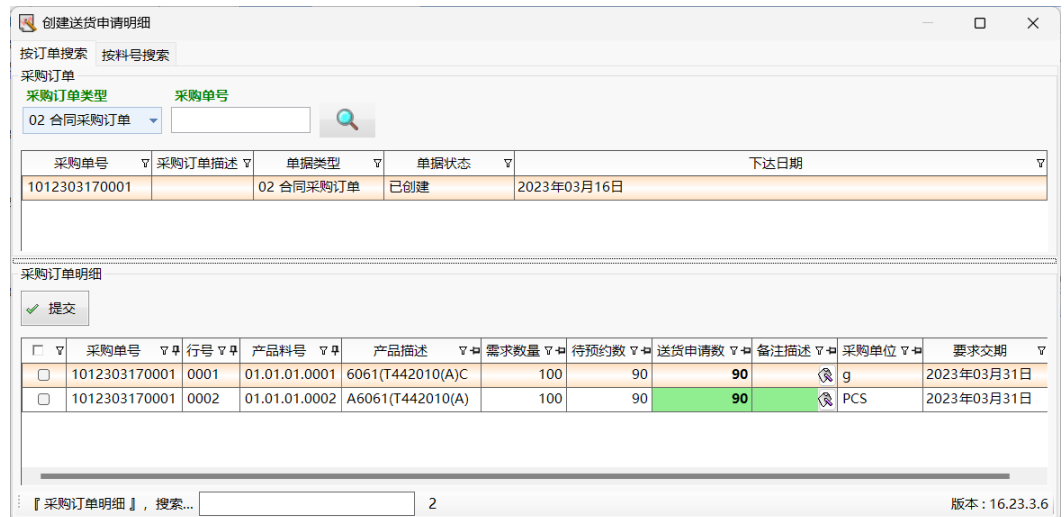 创建送货申请明细
按订单搜索 按料号搜索
采购订单
采购订单类型 采购单号
02 合同采购订单
采购单号 采购订单描述 单据类型 单据状态 下达日期
1012303170001 02 合同采购订单 已创建 2023年03月16日
采购订单明细
提交
采购单号 行号 产品料号 产品描述 需求数量 待预约数 送货申请数 备注描述 采购单位 要求交期
1012303170001 0001 01.01.01.0001 6061(T442010(A)C 100 90 90 g 2023年03月31日
1012303170001 0002 01.01.01.0002 A6061(T442010(A) 100 90 90 PCS 2023年03月31日
『 采购订单明细 』, 搜索... 2 版本 : 16.23.3.6